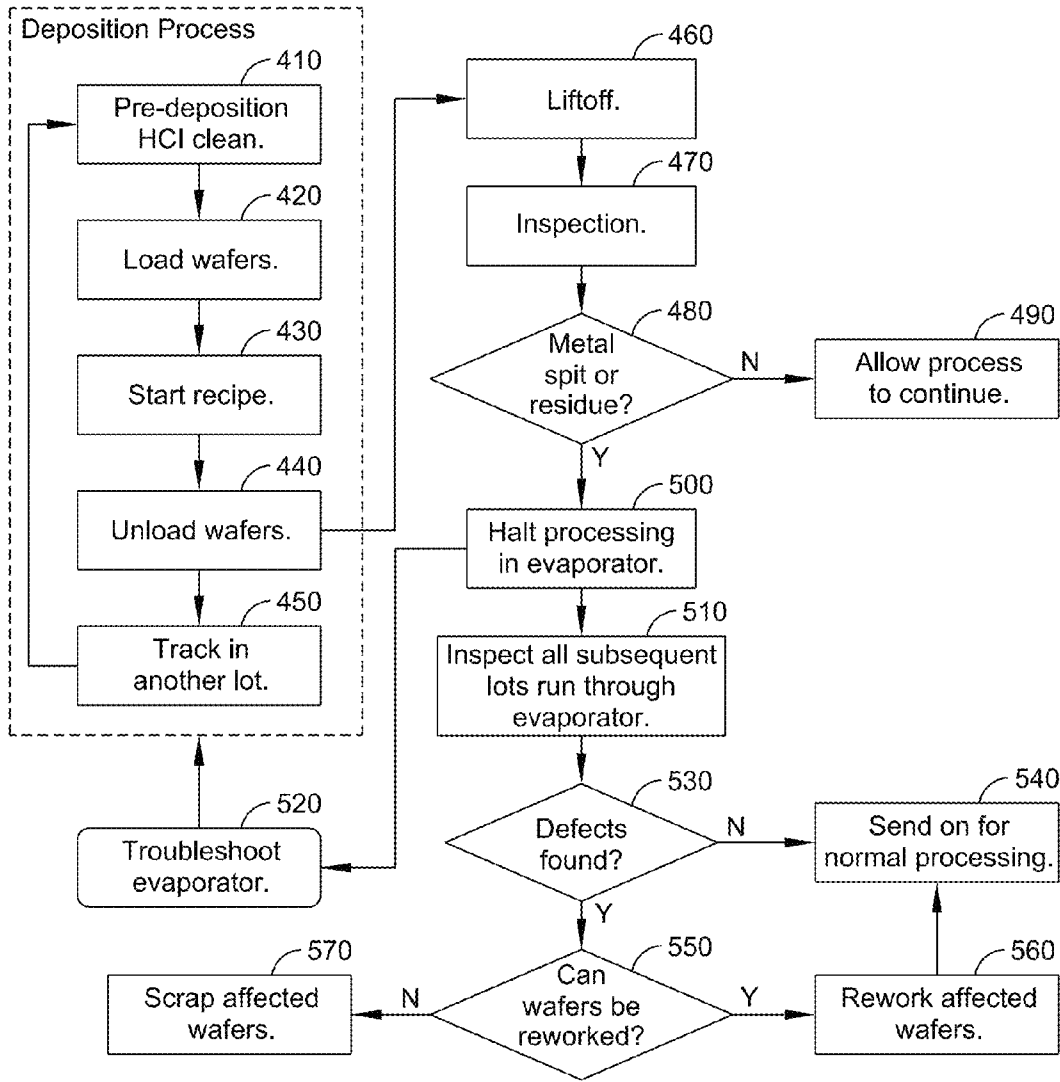 Deposition Process
410
Pre-deposition
HCl clean.
420
Load wafers.
430
Start recipe.
440
Unload wafers.
450
Track in
another lot.
520
Troubleshoot
evaporator.
460
Liftoff.
470
Inspection.
480
Metal
spit or
residue?
N
490
Allow process
to continue.
Y
500
Halt processing
in evaporator.
510
Inspect all subsequent
lots run through
evaporator.
530
Defects
found?
N
540
Send on for
normal processing.
Y
550
Can
wafers be
reworked?
Y
560
Rework affected
wafers.
N
570
Scrap affected
wafers.